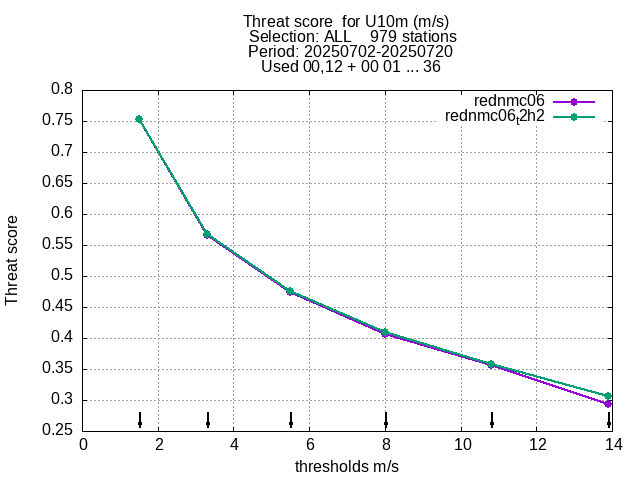 Threat score  for U10m (m/s)
Selection: ALL    979 stations
Period: 20250702-20250720
Used 00,12 + 00 01 ... 36
rednmc06
rednmc06t2h2
0.8
0.75
0.7
0.65
0.6
0.55
0.5
0.45
0.4
0.35
0.3
0.25
Threat score
0 2 4 6 8 10 12 14
thresholds m/s